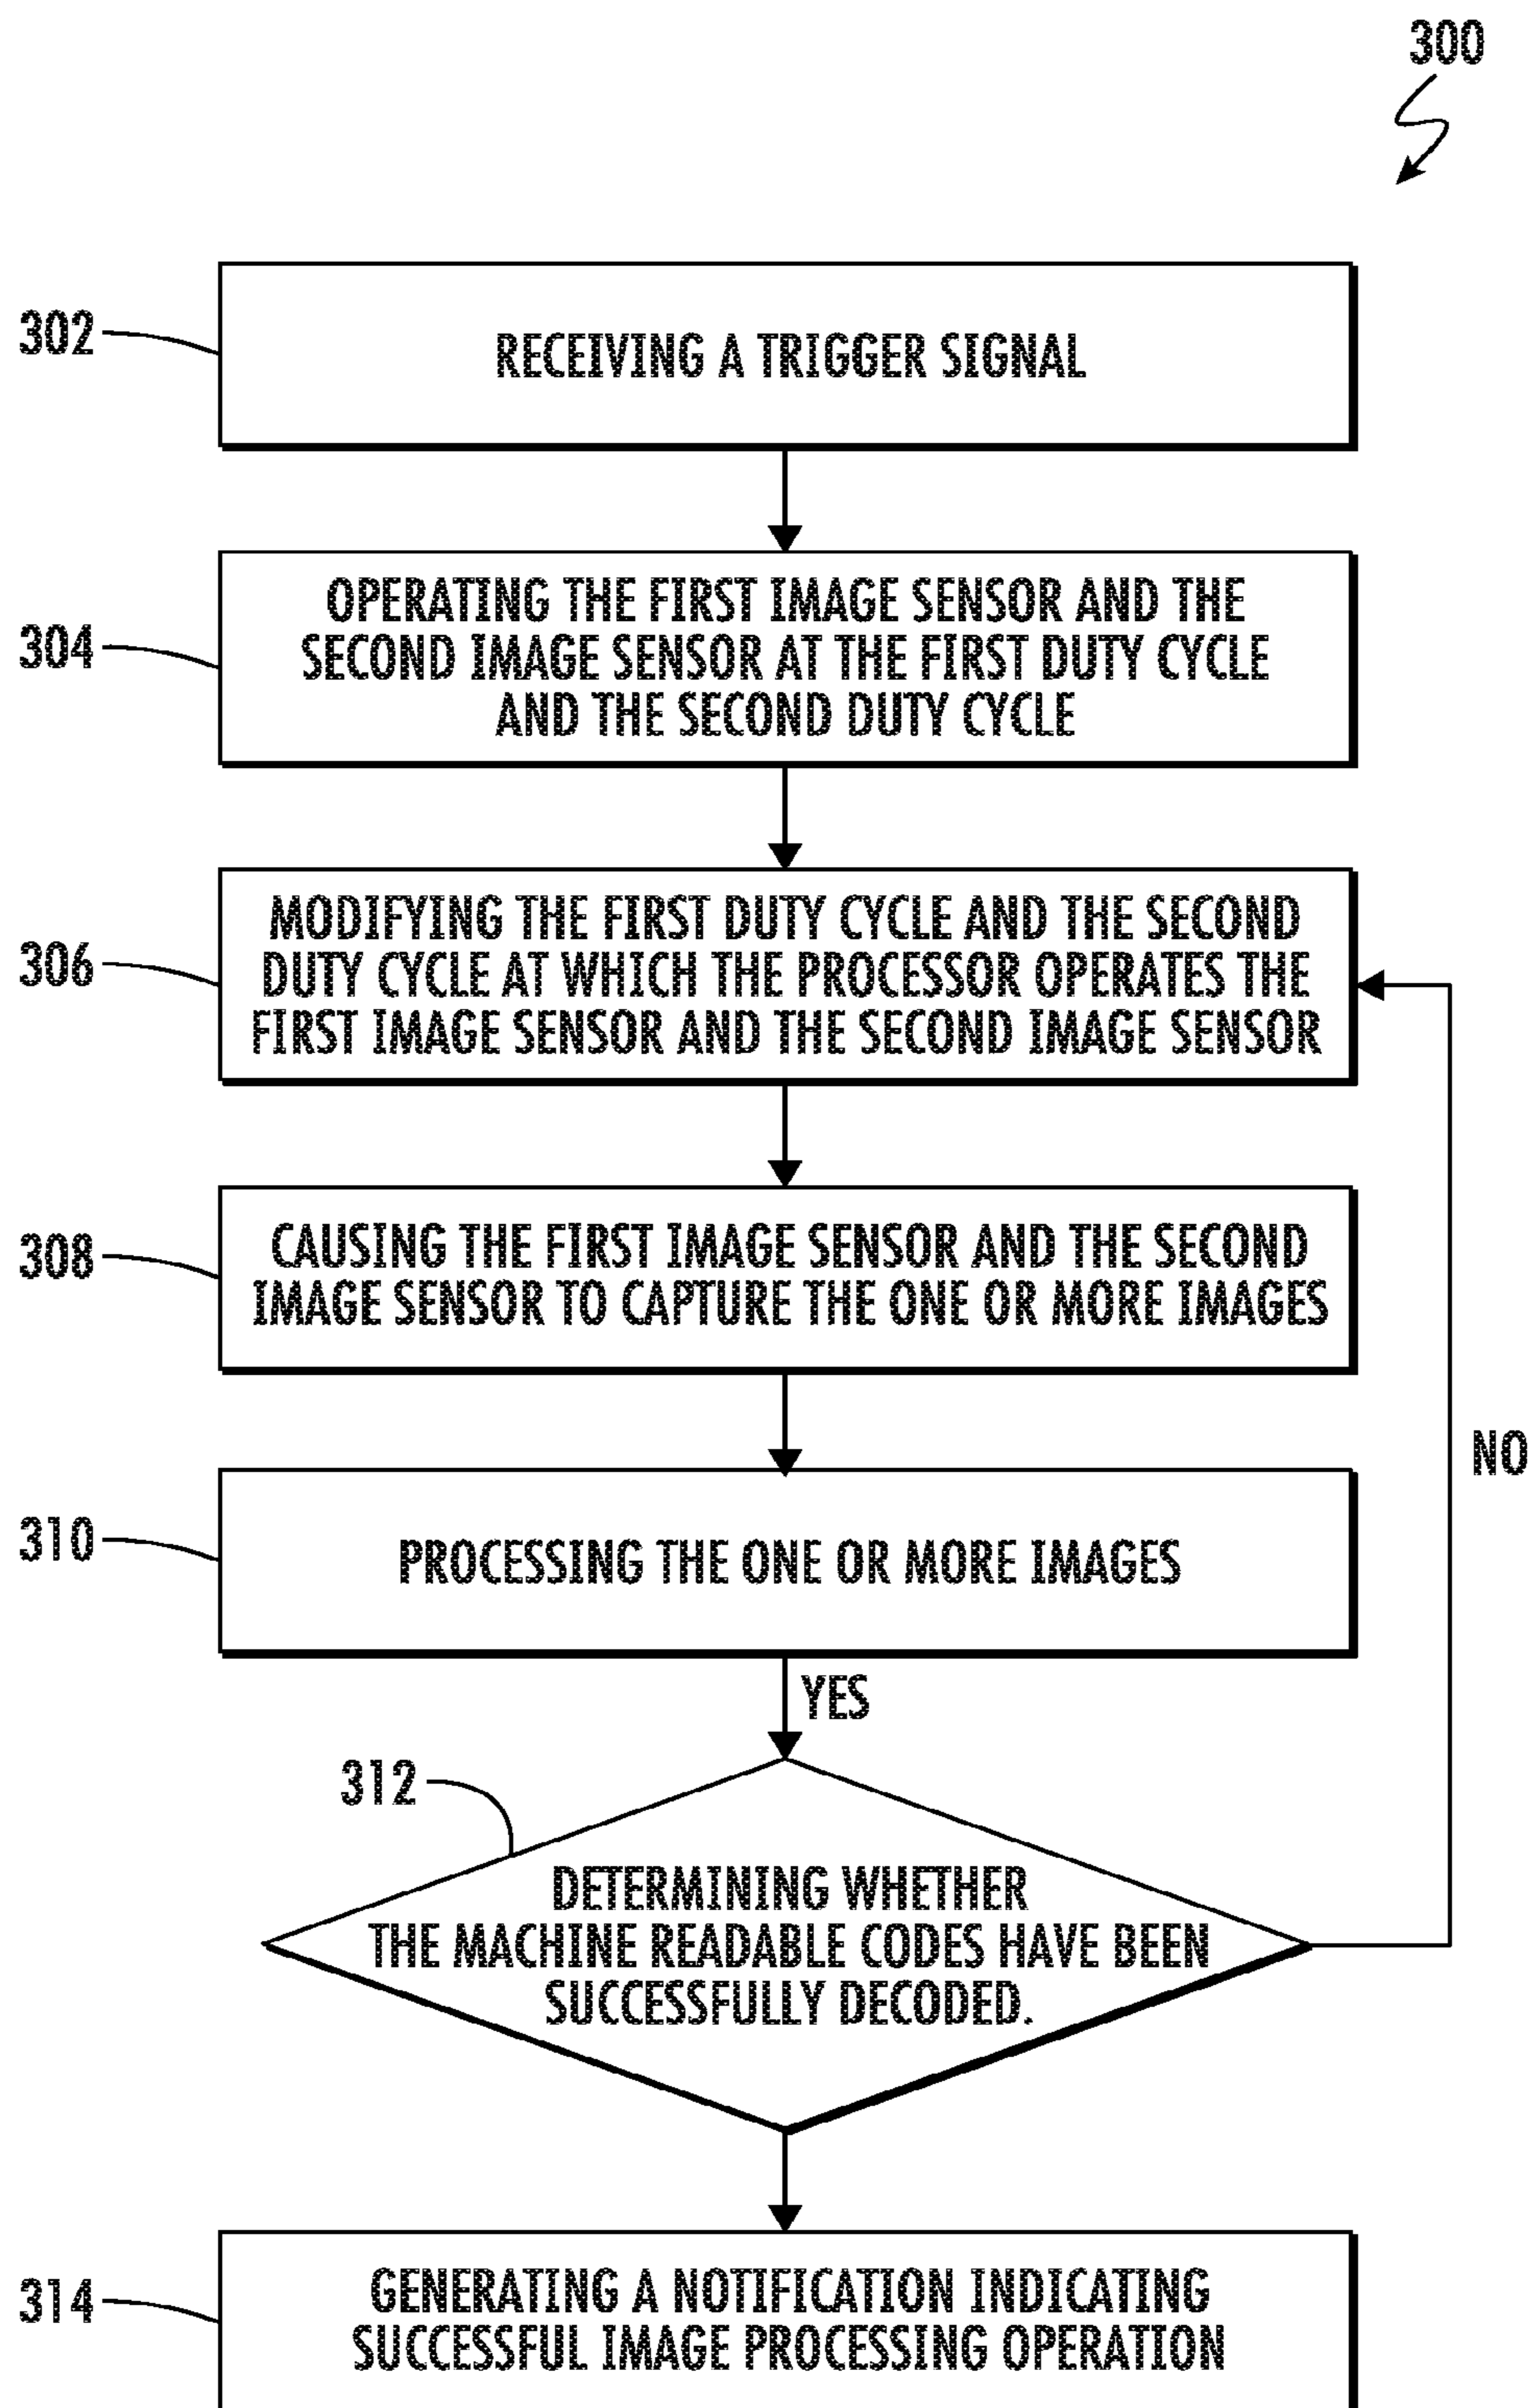 300
302
RECEIVING A TRIGGER SIGNAL
304
OPERATING THE FIRST IMAGE SENSOR AND THE
SECOND IMAGE SENSOR AT THE FIRST DUTY CYCLE
AND THE SECOND DUTY CYCLE
306
MODIFYING THE FIRST DUTY CYCLE AND THE SECOND
DUTY CYCLE AT WHICH THE PROCESSOR OPERATES THE
FIRST IMAGE SENSOR AND THE SECOND IMAGE SENSOR
308
CAUSING THE FIRST IMAGE SENSOR AND THE SECOND
IMAGE SENSOR TO CAPTURE THE ONE OR MORE IMAGES
NO
310
PROCESSING THE ONE OR MORE IMAGES
YES
312
DETERMINING WHETHER
THE MACHINE READABLE CODES HAVE BEEN
SUCCESSFULLY DECODED.
314
GENERATING A NOTIFICATION INDICATING
SUCCESSFUL IMAGE PROCESSING OPERATION